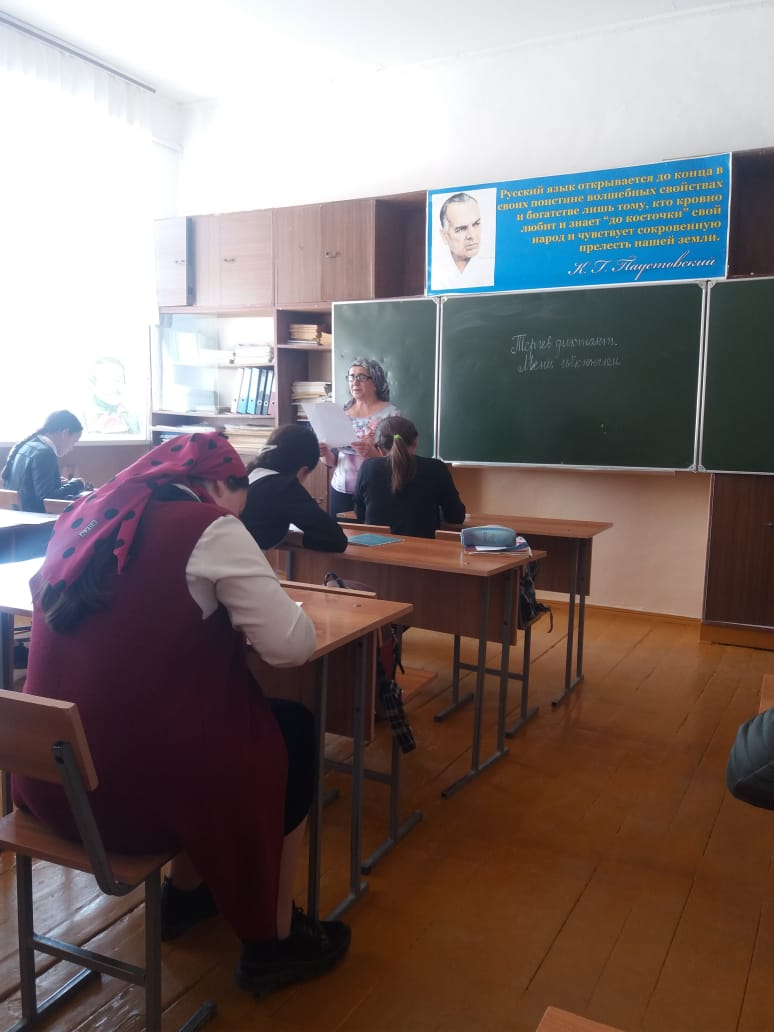 Русский язык открывается до конца в
своих поистине волшебных свойствах
и богатстве лишь тому, кто кровно
любит и знает "до косточки" свой
народ и чувствует сокровенную
прелесть нашей земли.
К. Г. Паустовский
диктант.